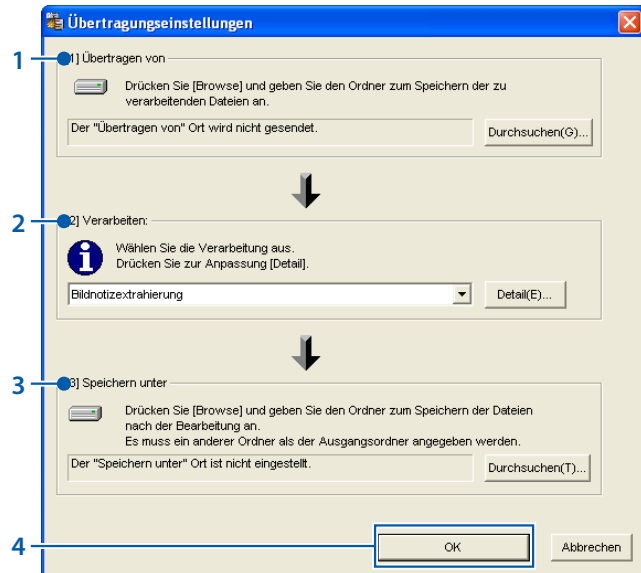 Übertragungseinstellungen
1
1] Übertragen von
Drücken Sie [Browse] und geben Sie den Ordner zum Speichern der zu
verarbeitenden Dateien an.
Der "Übertragen von" Ort wird nicht gesendet.
Durchsuchen(G)...
2
2] Verarbeiten:
Wählen Sie die Verarbeitung aus.
Drücken Sie zur Anpassung [Detail].
Bildnotizextrahierung
Detail(E)...
3
3] Speichern unter
Drücken Sie [Browse] und geben Sie den Ordner zum Speichern der Dateien
nach der Bearbeitung an.
Es muss ein anderer Ordner als der Ausgangsordner angegeben werden.
Der "Speichern unter" Ort ist nicht eingestellt.
Durchsuchen(T)...
4
OK
Abbrechen